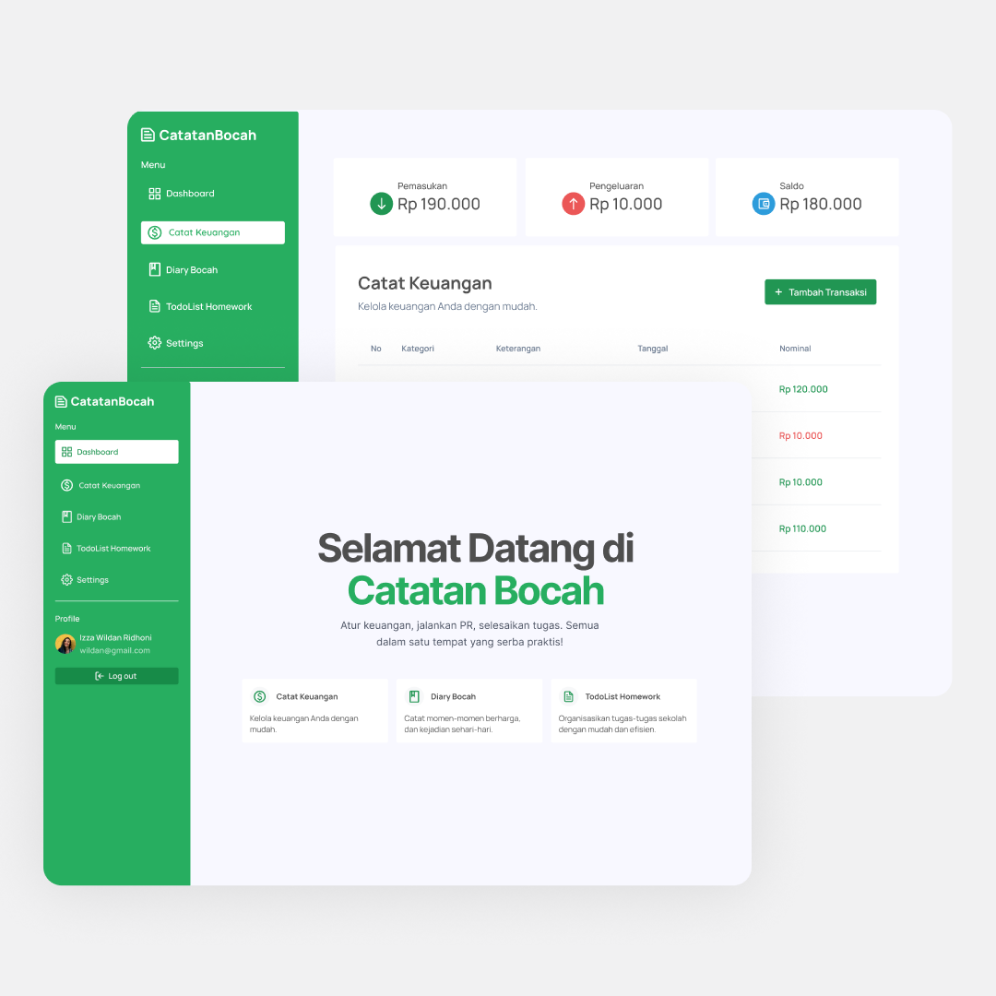 CatatanBocah
Menu
Dashboard
Catat Keuangan
Diary Bocah
TodoList Homework
Settings
Pemasukan
Rp 190.000
Pengeluaran
Rp 10.000
Saldo
Rp 180.000
Catat Keuangan
Kelola keuangan Anda dengan mudah.
+ Tambah Transaksi
No Kategori Keterangan Tanggal Nominal
Rp 120.000
Rp 10.000
Rp 10.000
Rp 110.000
CatatanBocah
Menu
Dashboard
Catat Keuangan
Diary Bocah
TodoList Homework
Settings
Profile
Izza Wildan Ridhoni
wildan@gmail.com
Log out
Selamat Datang di
Catatan Bocah
Atur keuangan, jalankan PR, selesaikan tugas. Semua
dalam satu tempat yang serba praktis!
Catat Keuangan
Kelola keuangan Anda dengan
mudah.
Diary Bocah
Catat momen-momen berharga,
dan kejadian sehari-hari.
TodoList Homework
Organisasikan tugas-tugas sekolah
dengan mudah dan efisien.